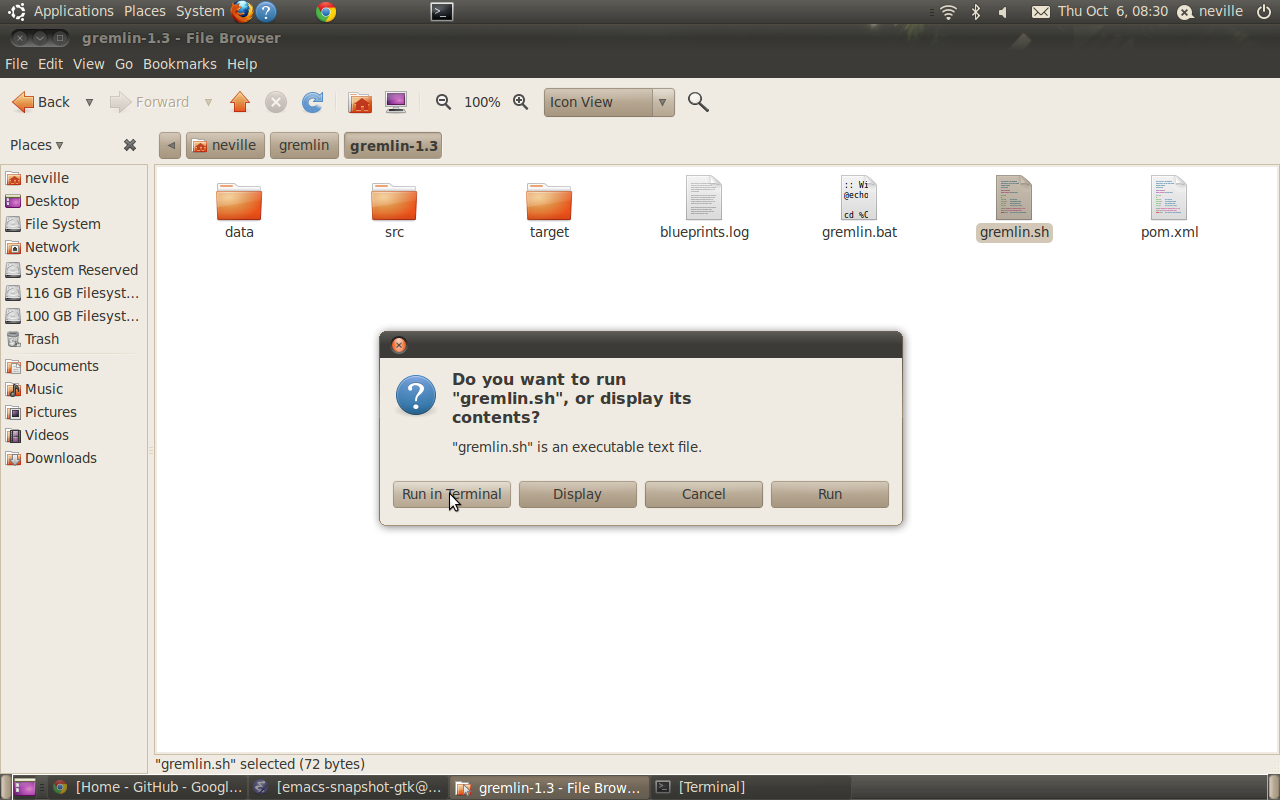 Applications Places System Thu Oct 6, 08:30 neville
gremlin-1.3 - File Browser
File Edit View Go Bookmarks Help
Back Forward 100% Icon View
Places neville gremlin gremlin-1.3
neville
Desktop
File System
Network
System Reserved
116 GB Filesyst...
100 GB Filesyst...
Trash
Documents
Music
Pictures
Videos
Downloads
:: Wi
@echo
cd %C
data src target blueprints.log gremlin.bat gremlin.sh pom.xml
Do you want to run
"gremlin.sh", or display its
contents?
"gremlin.sh" is an executable text file.
Run in Terminal Display Cancel Run
"gremlin.sh" selected (72 bytes)
[Home - GitHub - Googl... [emacs-snapshot-gtk@... gremlin-1.3 - File Brow... [Terminal]